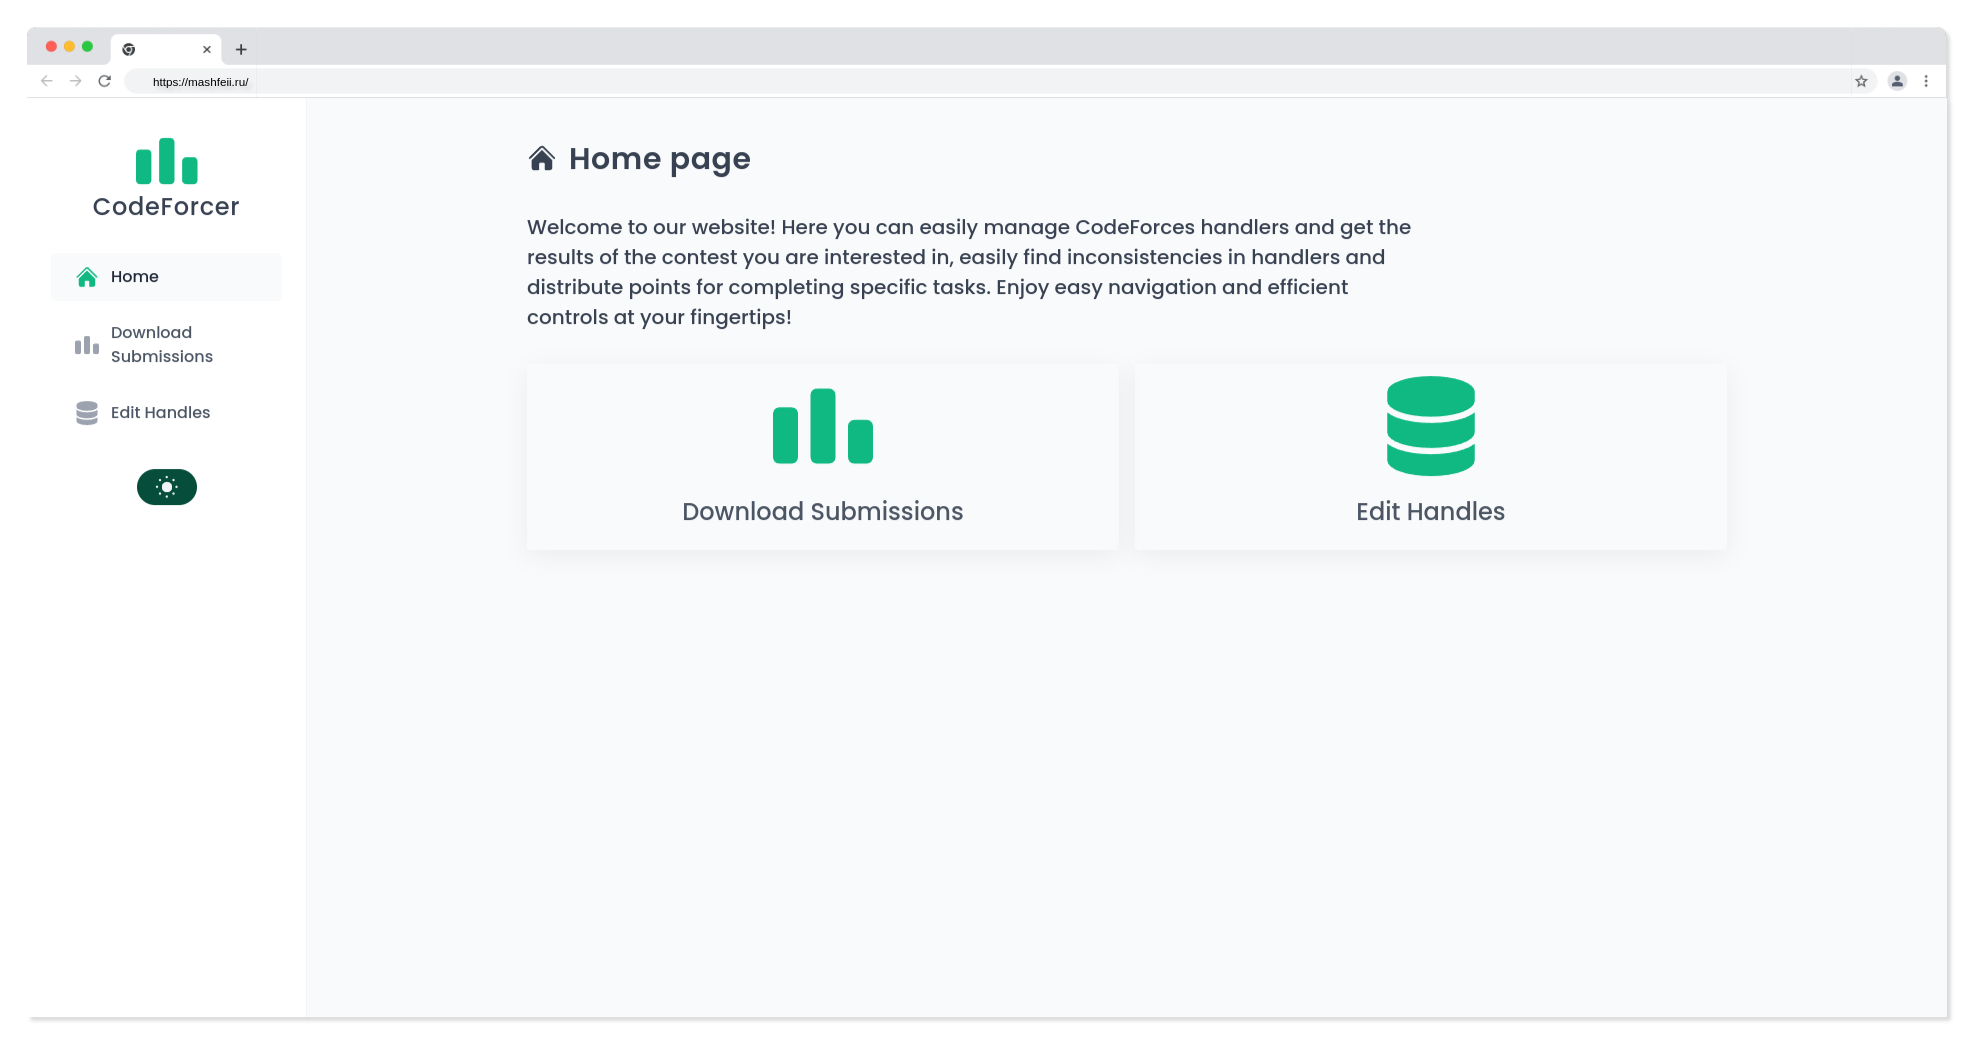 https://mashfeii.ru/
CodeForcer
Home
Download
Submissions
Edit Handles
Home page
Welcome to our website! Here you can easily manage CodeForces handlers and get the
results of the contest you are interested in, easily find inconsistencies in handlers and
distribute points for completing specific tasks. Enjoy easy navigation and efficient
controls at your fingertips!
Download Submissions
Edit Handles